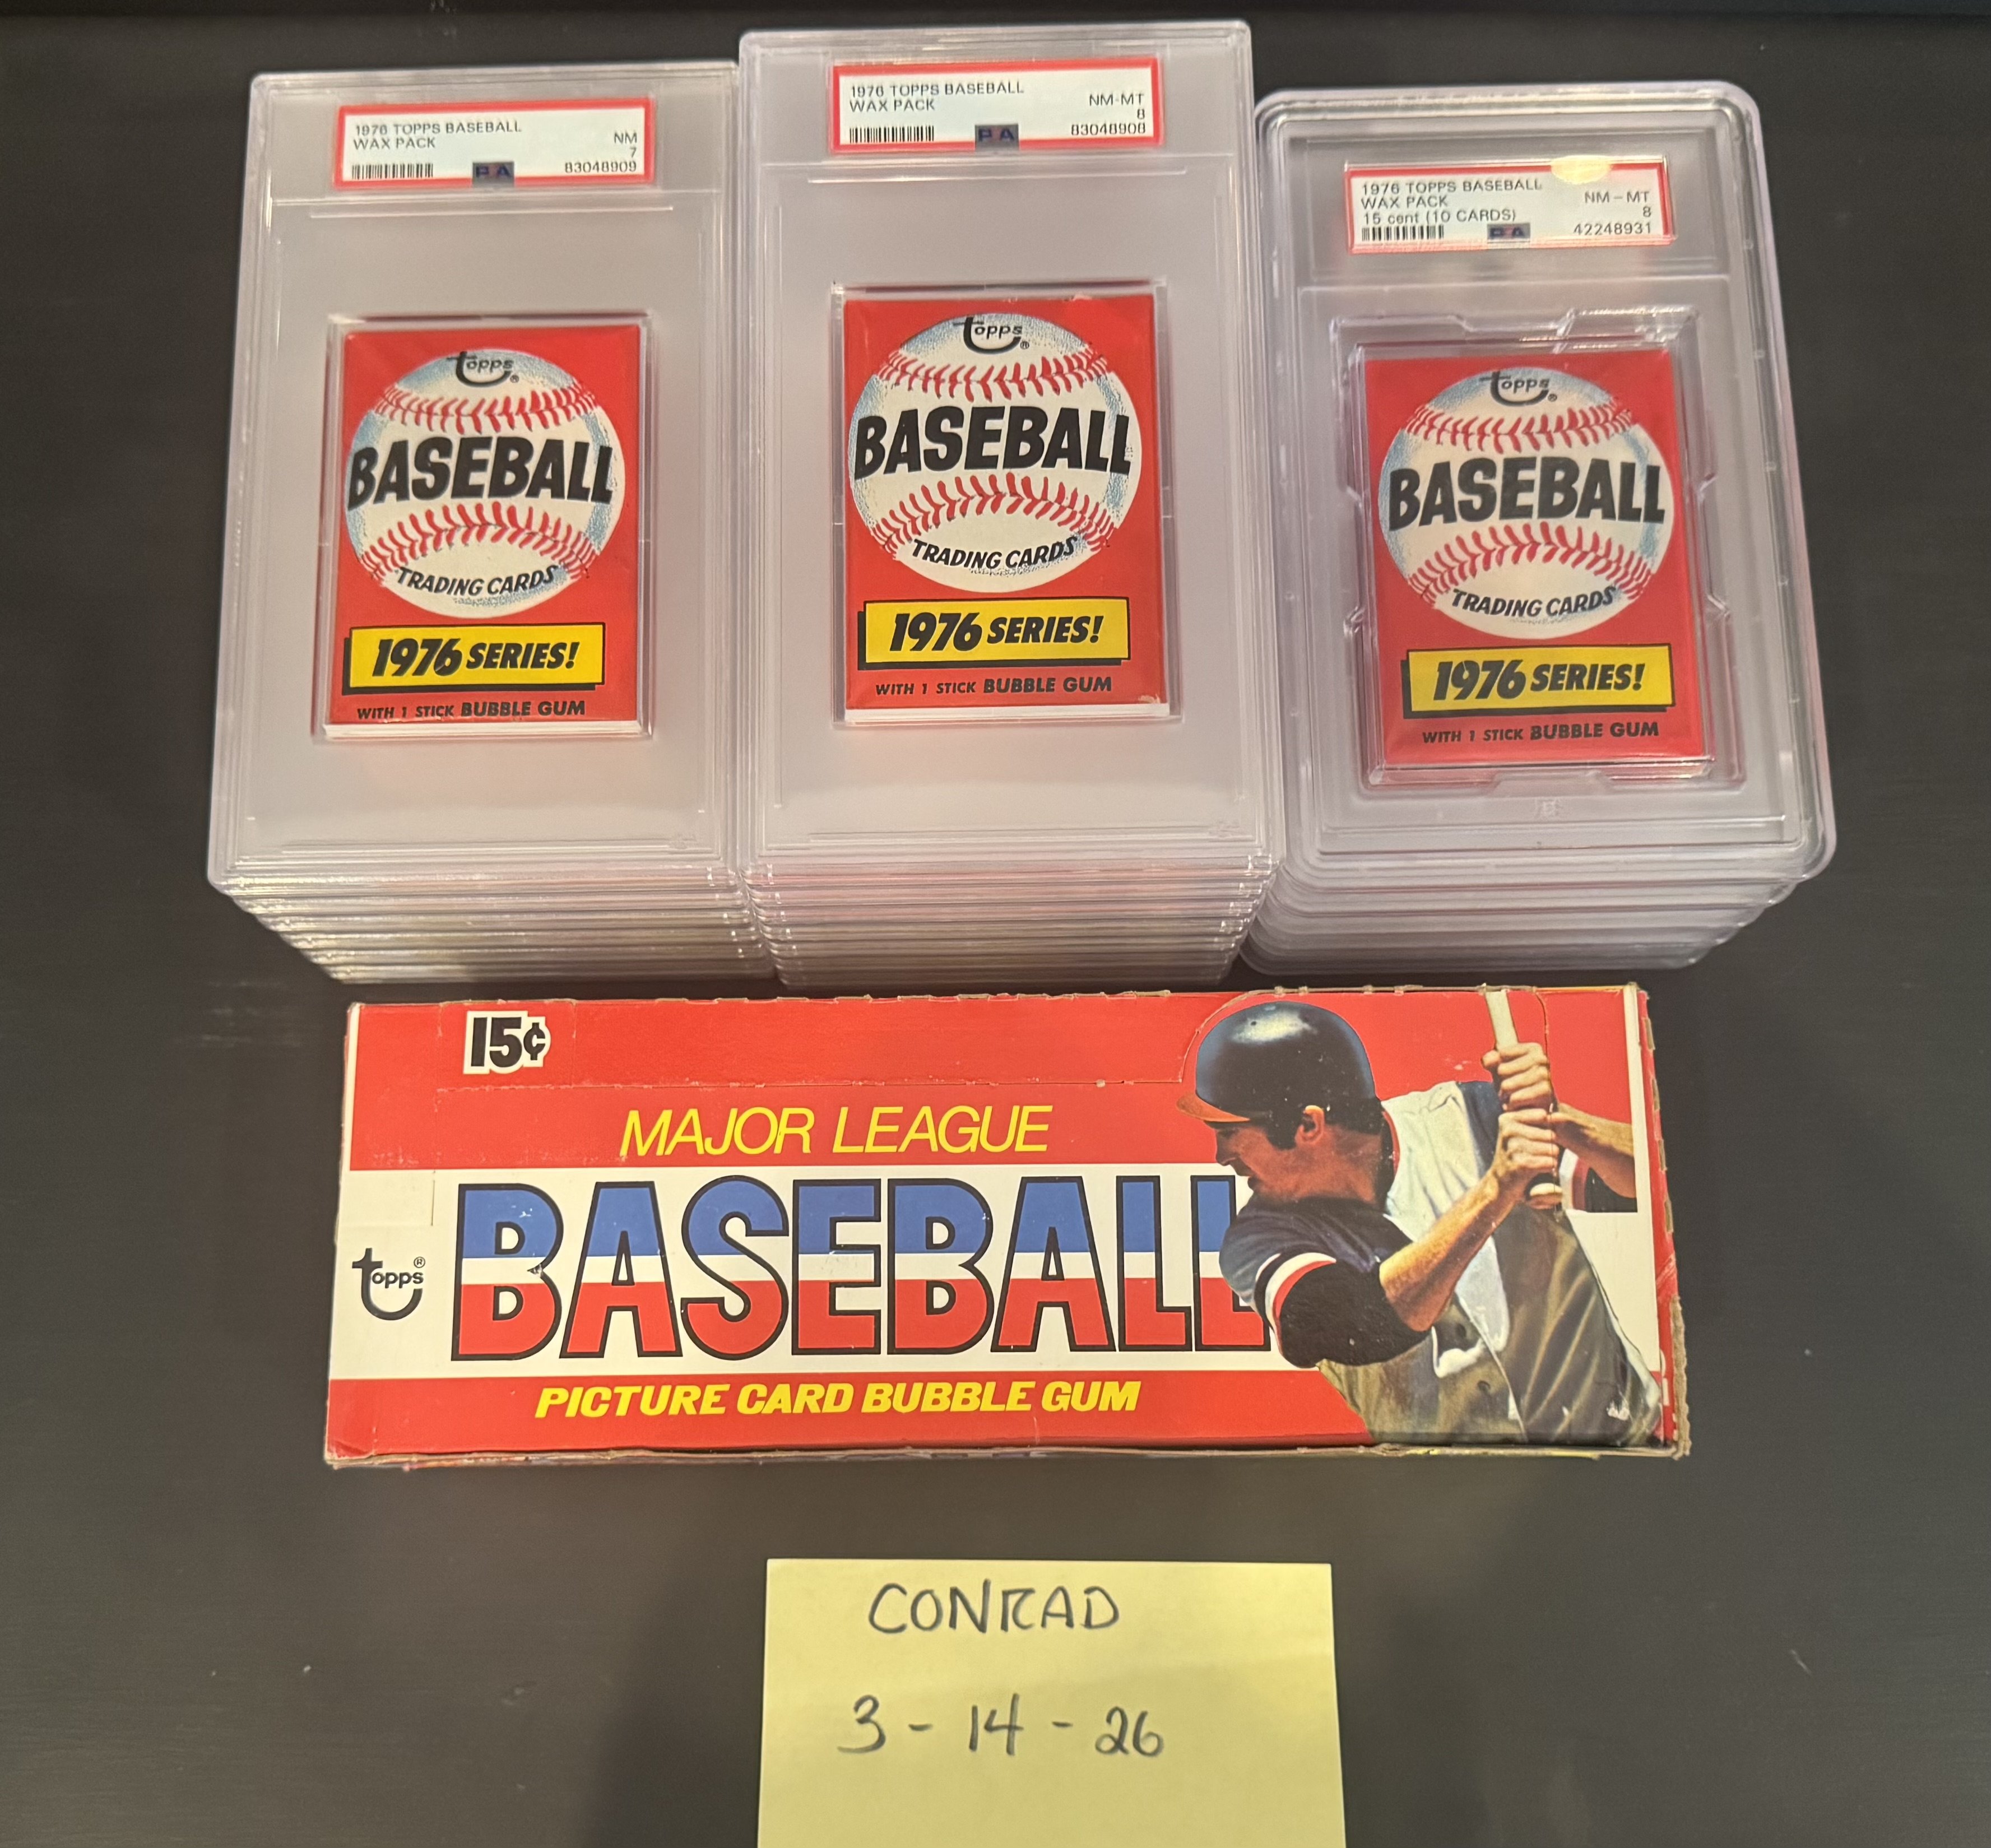 1976 TOPPS BASEBALL
WAX PACK
NM
7
83048909
1976 TOPPS BASEBALL
WAX PACK
NM-MT
8
83048908
1976 TOPPS BASEBALL
WAX PACK
15 cent (10 CARDS)
NM-MT
8
42248931
topps®
BASEBALL
TRADING CARDS
1976 SERIES!
WITH 1 STICK BUBBLE GUM
topps®
BASEBALL
TRADING CARDS
1976 SERIES!
WITH 1 STICK BUBBLE GUM
topps®
BASEBALL
TRADING CARDS
1976 SERIES!
WITH 1 STICK BUBBLE GUM
15¢
MAJOR LEAGUE
BASEBALL
topps®
PICTURE CARD BUBBLE GUM
CONRAD
3-14-26